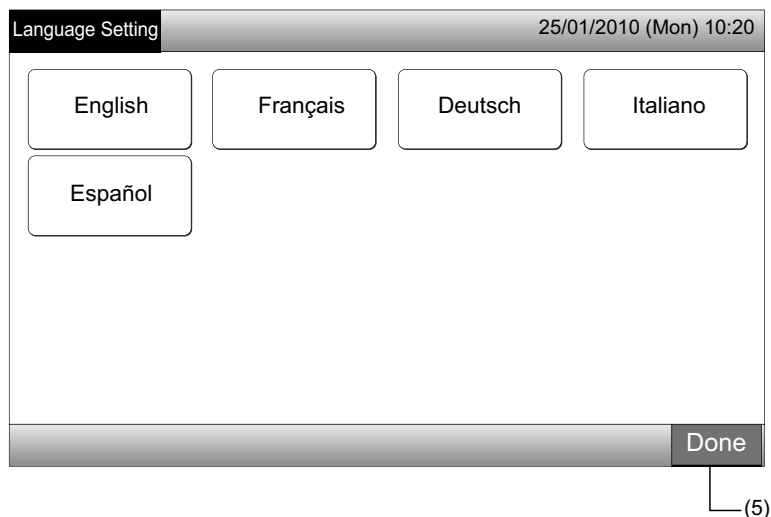 Language Setting 25/01/2010 (Mon) 10:20
English Français Deutsch Italiano
Español
Done
(5)